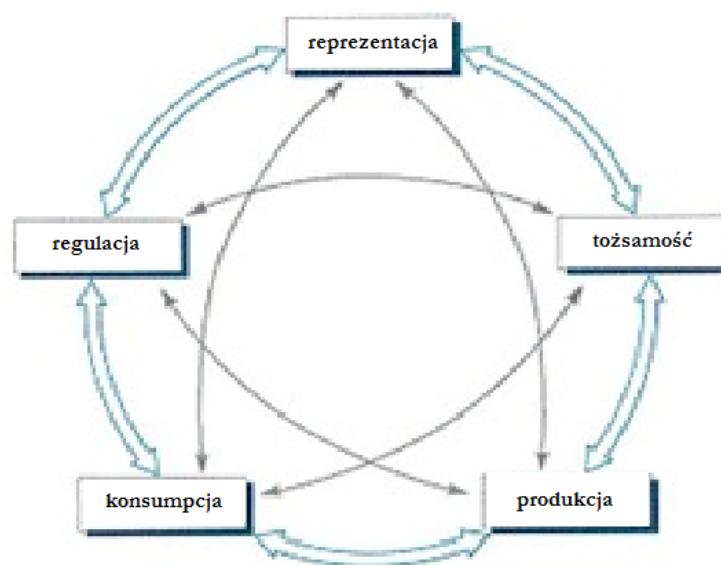 reprezentacja
regulacja
tożsamość
konsumpcja
produkcja